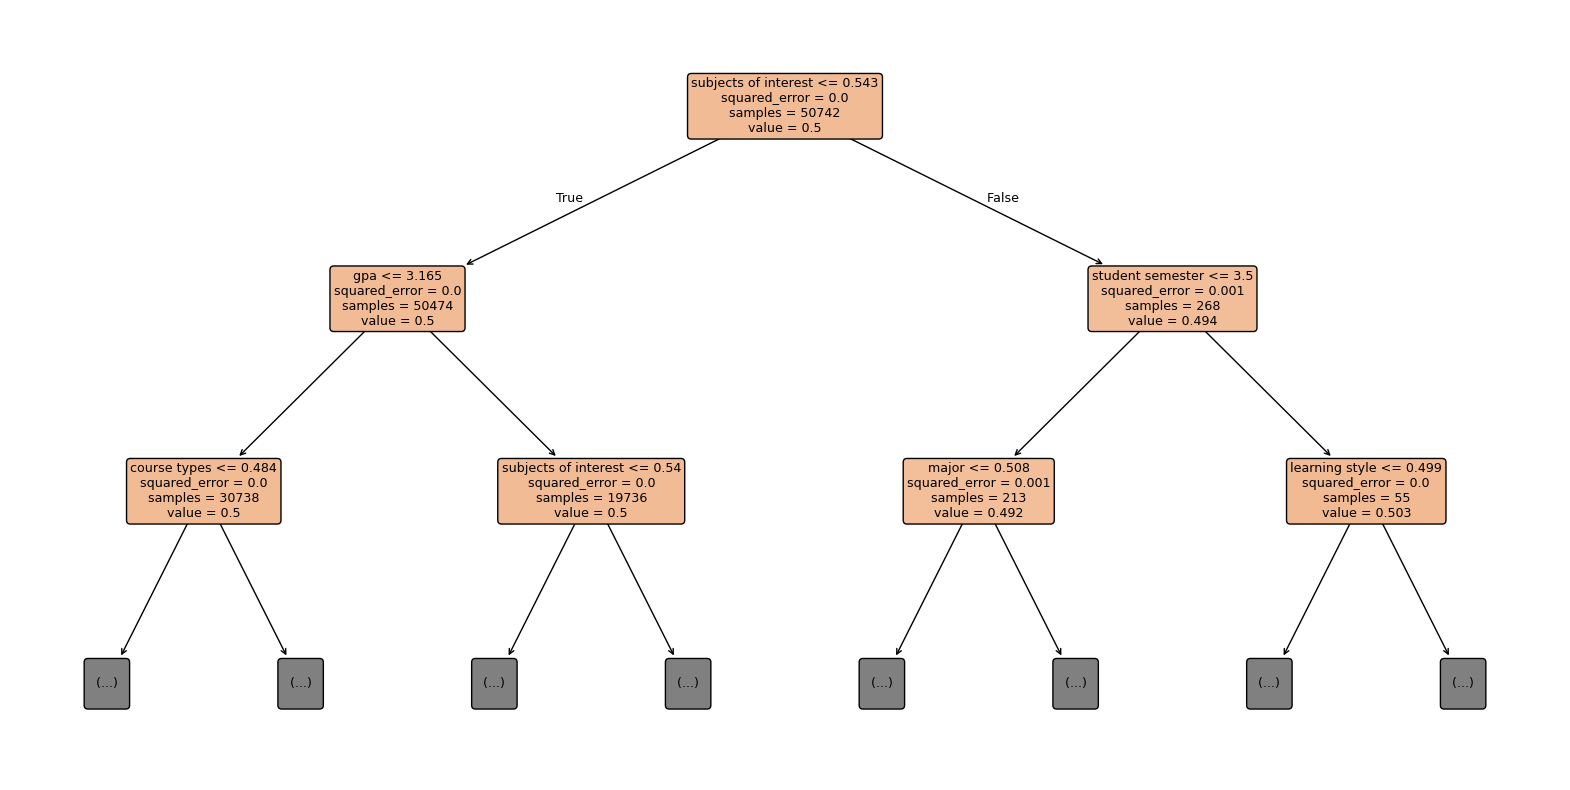 subjects of interest <= 0.543
squared_error = 0.0
samples = 50742
value = 0.5
True
False
gpa <= 3.165
squared_error = 0.0
samples = 50474
value = 0.5
student semester <= 3.5
squared_error = 0.001
samples = 268
value = 0.494
course types <= 0.484
squared_error = 0.0
samples = 30738
value = 0.5
subjects of interest <= 0.54
squared_error = 0.0
samples = 19736
value = 0.5
major <= 0.508
squared_error = 0.001
samples = 213
value = 0.492
learning style <= 0.499
squared_error = 0.0
samples = 55
value = 0.503
(...)
(...)
(...)
(...)
(...)
(...)
(...)
(...)